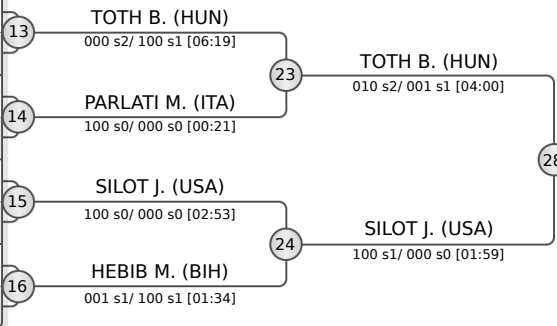 13
TOTH B. (HUN)
000 s2/ 100 s1 [06:19]
23
TOTH B. (HUN)
010 s2/ 001 s1 [04:00]
14
PARLATI M. (ITA)
100 s0/ 000 s0 [00:21]
28
15
SILOT J. (USA)
100 s0/ 000 s0 [02:53]
24
SILOT J. (USA)
100 s1/ 000 s0 [01:59]
16
HEBIB M. (BIH)
001 s1/ 100 s1 [01:34]